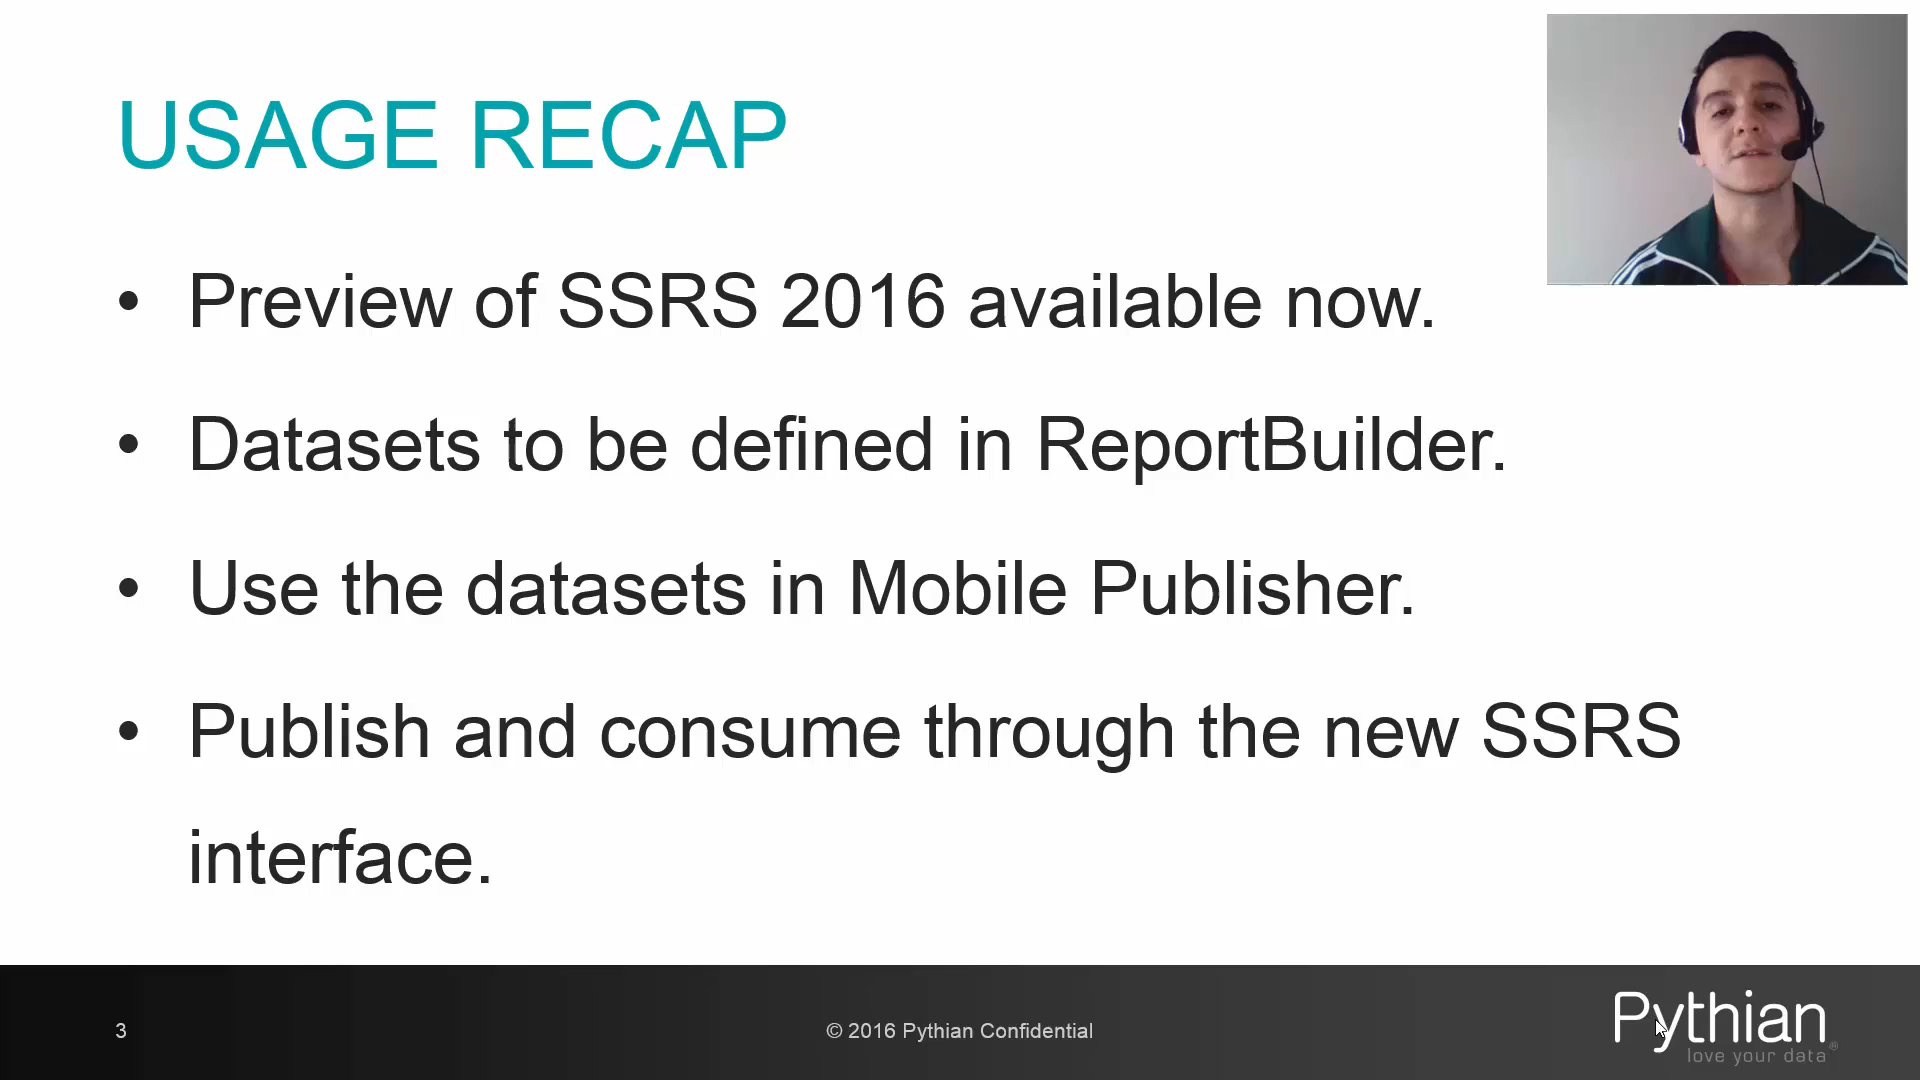 USAGE RECAP
• Preview of SSRS 2016 available now.
• Datasets to be defined in ReportBuilder.
• Use the datasets in Mobile Publisher.
• Publish and consume through the new SSRS
interface.
3
© 2016 Pythian Confidential
Pythian
love your data®